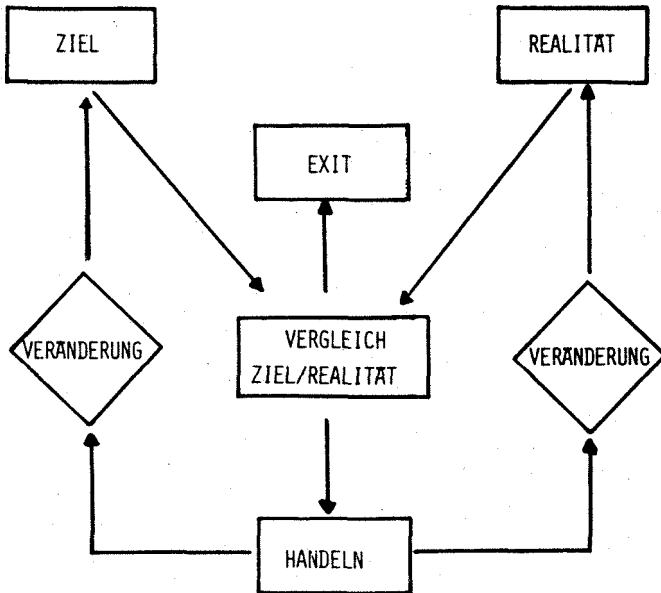 ZIEL
REALITÄT
EXIT
VERÄNDERUNG
VERGLEICH
ZIEL/REALITÄT
VERÄNDERUNG
HANDELN